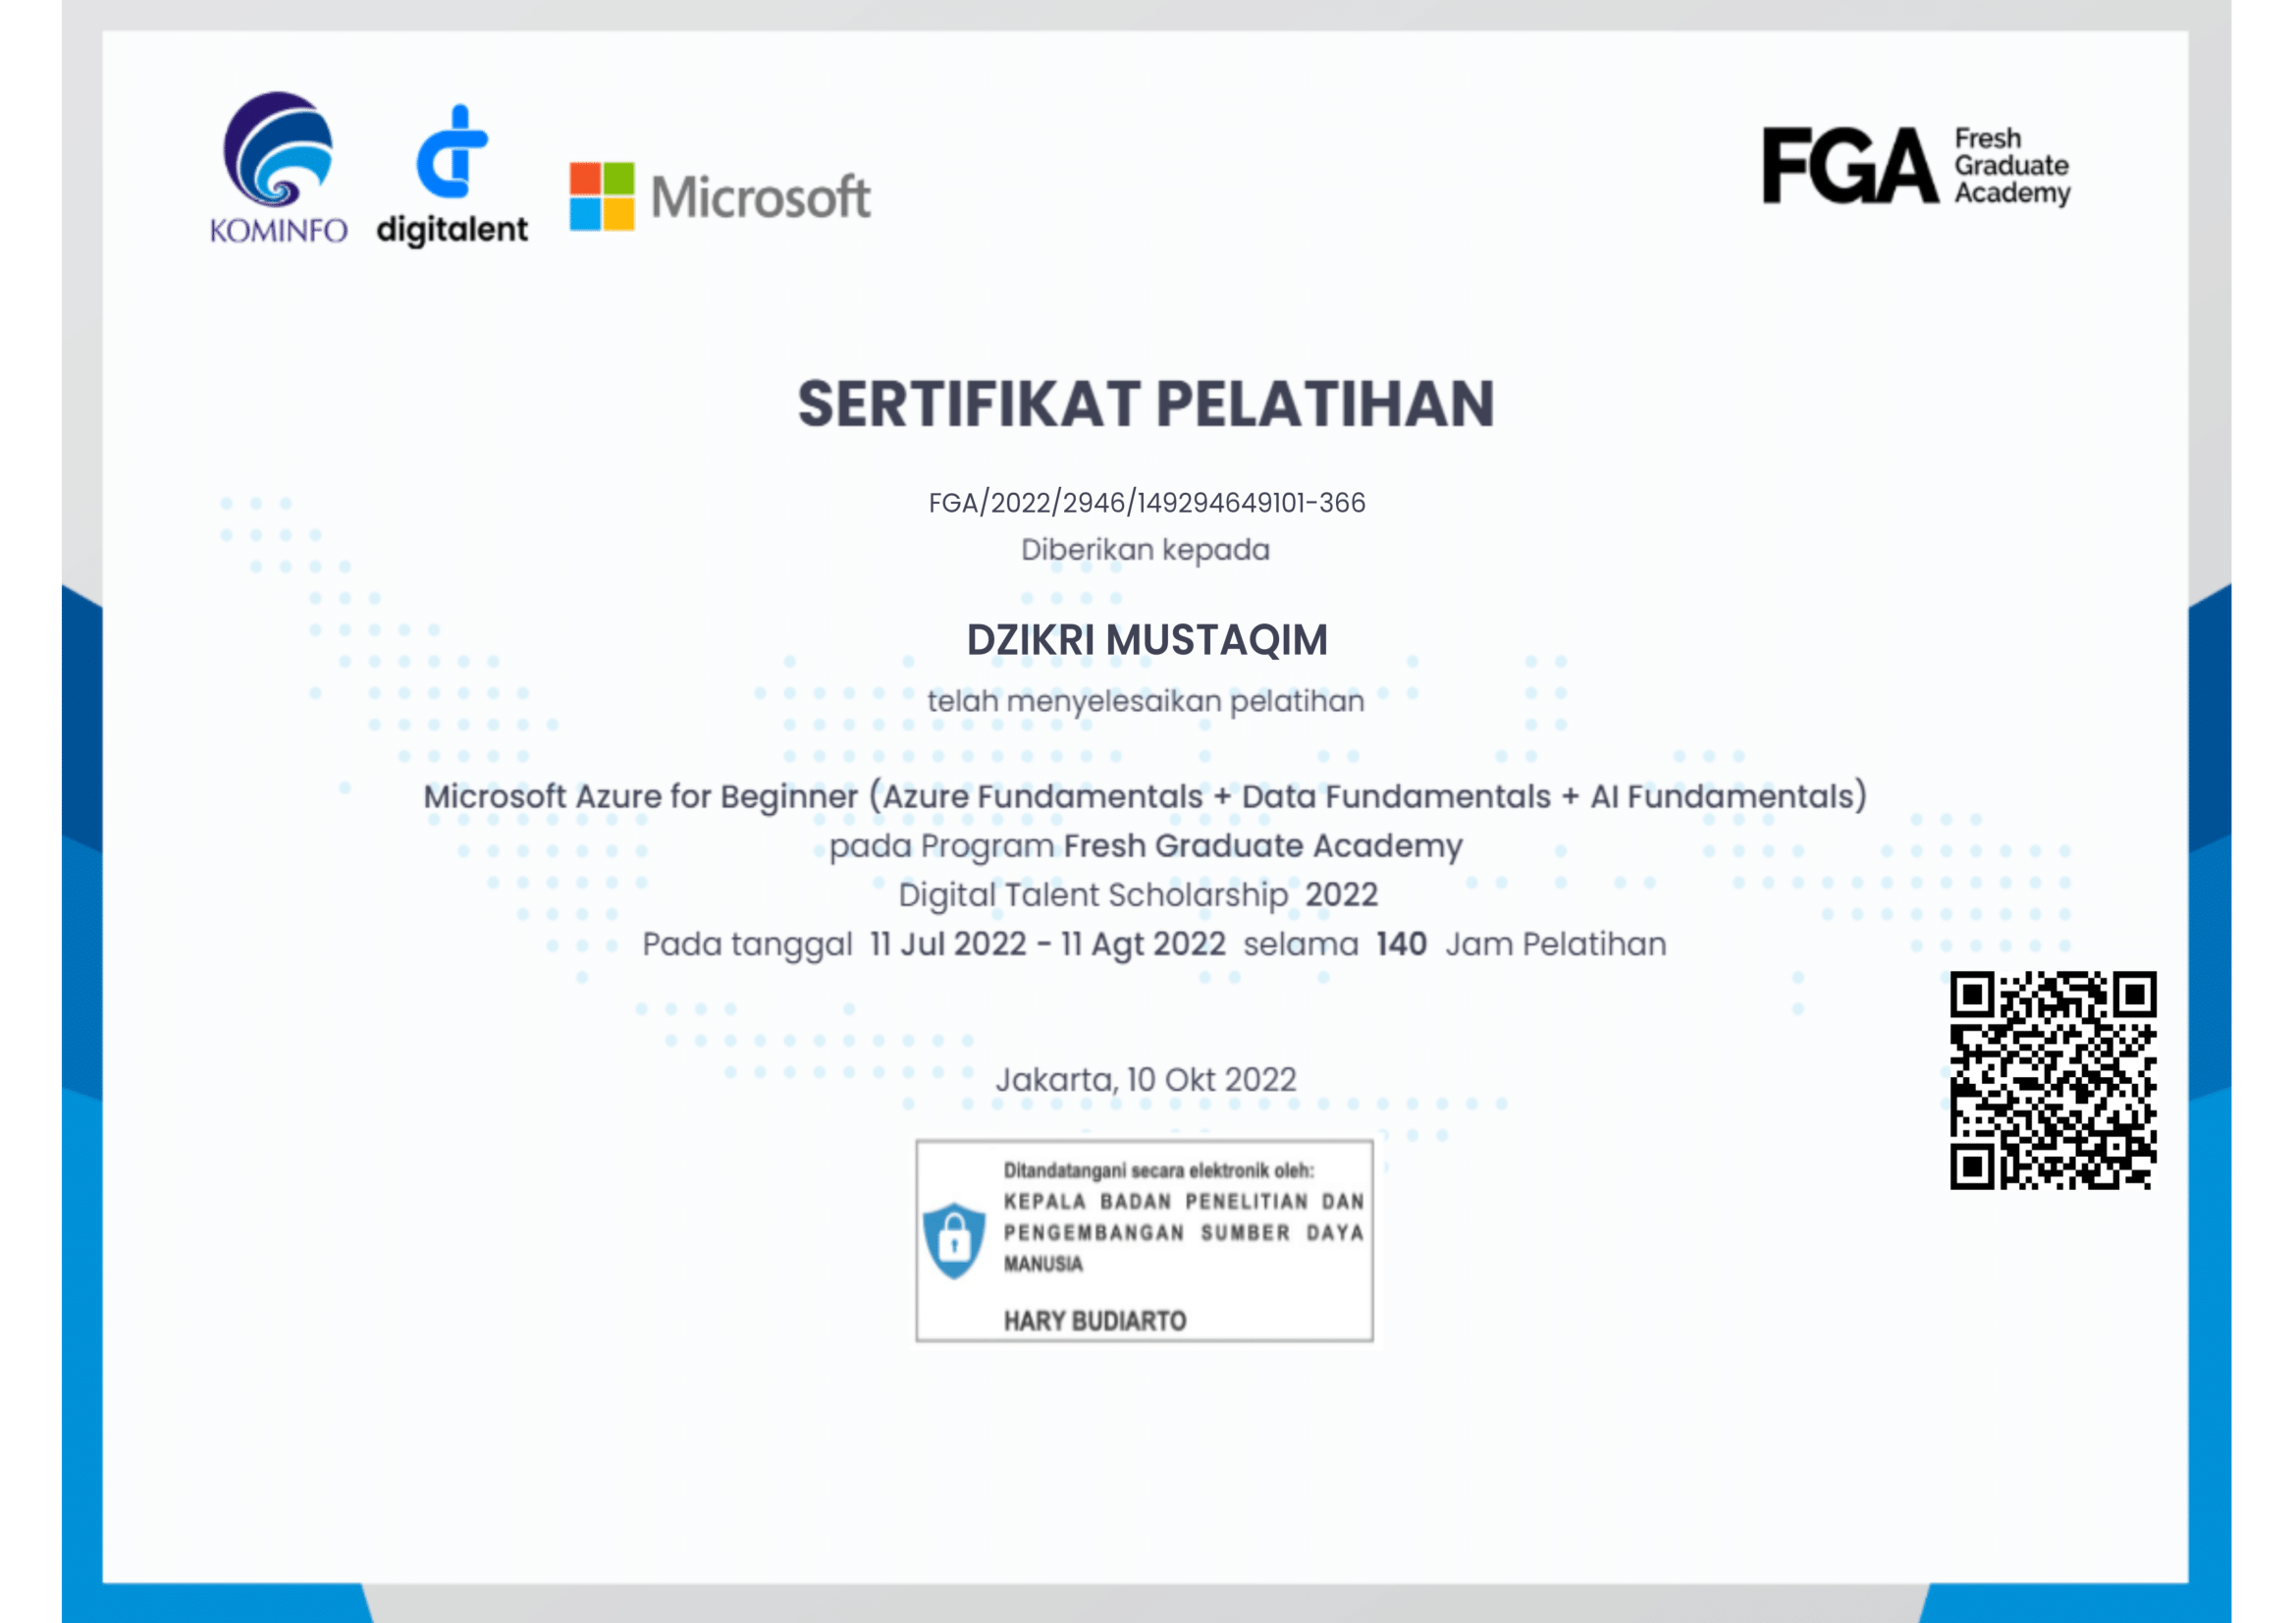 KOMINFO
digitalent
Microsoft
FGA
Fresh
Graduate
Academy
SERTIFIKAT PELATIHAN
FGA/2022/2946/149294649101-366
Diberikan kepada
DZIKRI MUSTAQIM
telah menyelesaikan pelatihan
Microsoft Azure for Beginner (Azure Fundamentals + Data Fundamentals + AI Fundamentals)
pada Program Fresh Graduate Academy
Digital Talent Scholarship 2022
Pada tanggal 11 Jul 2022 - 11 Agt 2022 selama 140 Jam Pelatihan
Jakarta, 10 Okt 2022
Ditandatangani secara elektronik oleh:
KEPALA BADAN PENELITIAN DAN
PENGEMBANGAN SUMBER DAYA
MANUSIA
HARY BUDIARTO